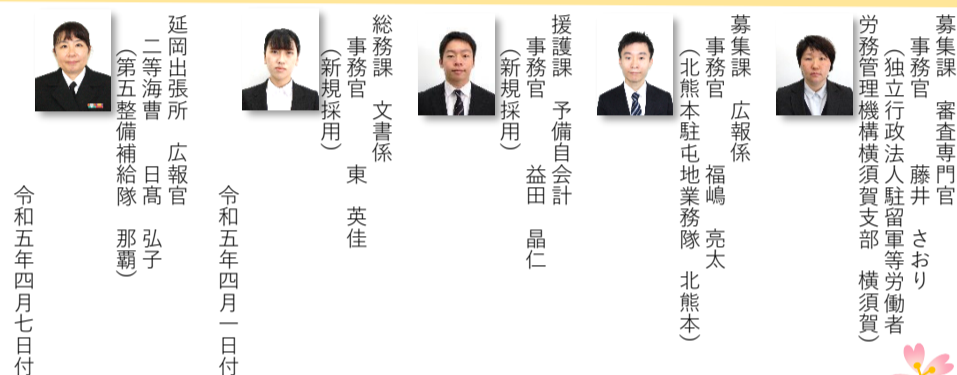 募集課　審査専門官
事務官　　藤井　さおり
（独立行政法人駐留軍等労働者
労務管理機構横須賀支部　横須賀）
募集課　広報係
事務官　　福嶋　亮太
（北熊本駐屯地業務隊　北熊本）
援護課　予備自会計
事務官　　益田　晶仁
（新規採用）
総務課　文書係
事務官　　東　英佳
（新規採用）
令和五年四月一日付
延岡出張所　広報官
二等海曹　日髙　弘子
（第五整備補給隊　那覇）
令和五年四月七日付